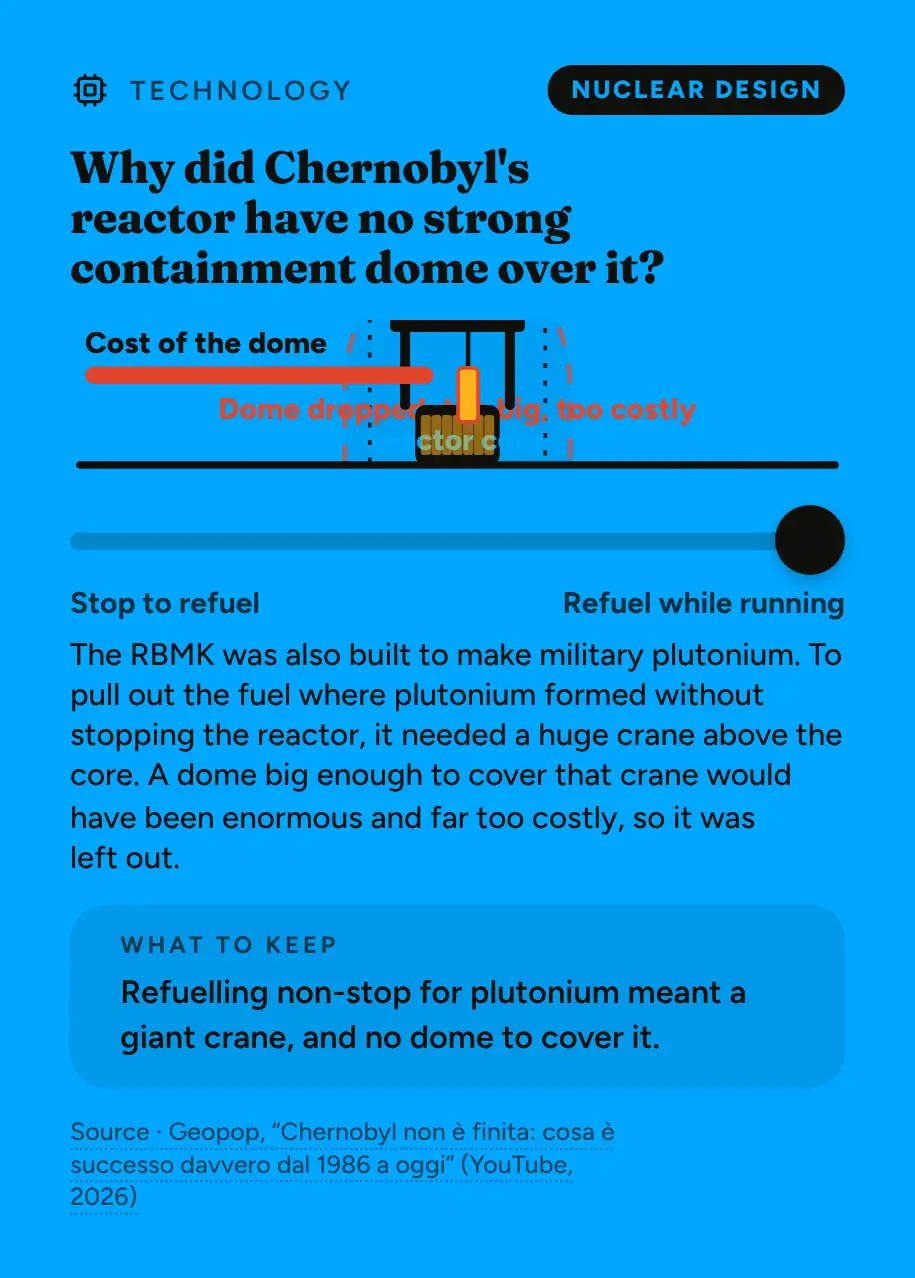 TECHNOLOGY
NUCLEAR DESIGN
Why did Chernobyl's
reactor have no strong
containment dome over it?
Cost of the dome
Dome dropped big, too costly
Stop to refuel
Refuel while running
The RBMK was also built to make military plutonium. To
pull out the fuel where plutonium formed without
stopping the reactor, it needed a huge crane above the
core. A dome big enough to cover that crane would
have been enormous and far too costly, so it was
left out.
WHAT TO KEEP
Refuelling non-stop for plutonium meant a
giant crane, and no dome to cover it.
Source · Geopop, “Chernobyl non è finita: cosa è
successo davvero dal 1986 a oggi” (YouTube,
2026)